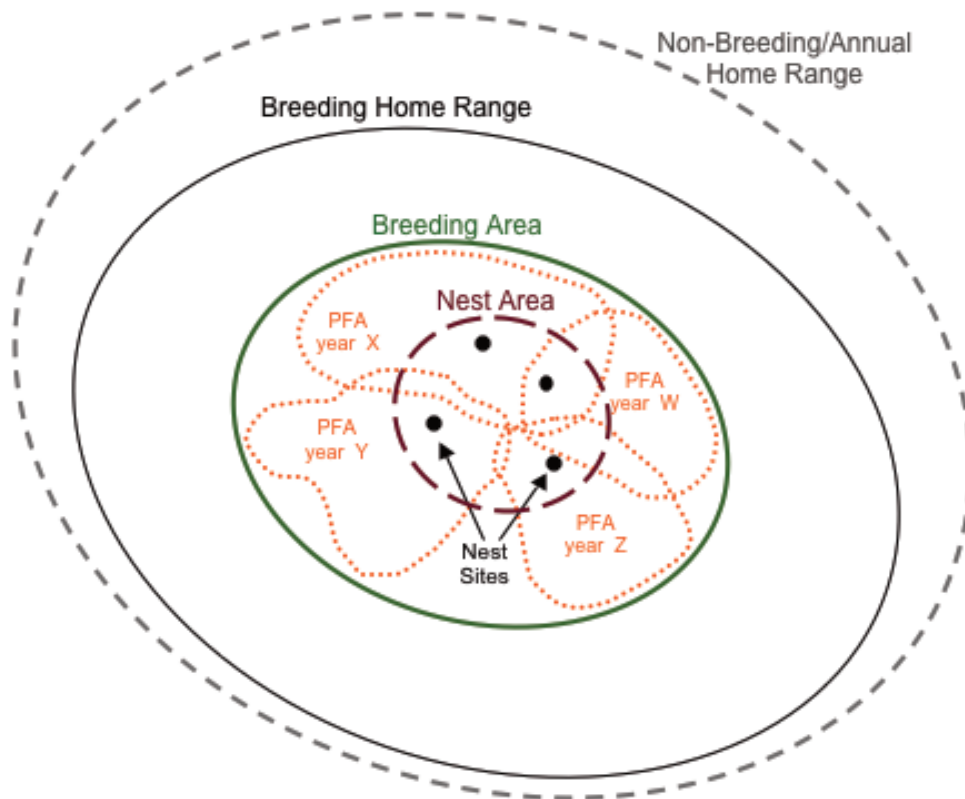 Non-Breeding/Annual
Home Range
Breeding Home Range
Breeding Area
Nest Area
PFA
year X
PFA
year W
PFA
year Y
PFA
year Z
Nest
Sites